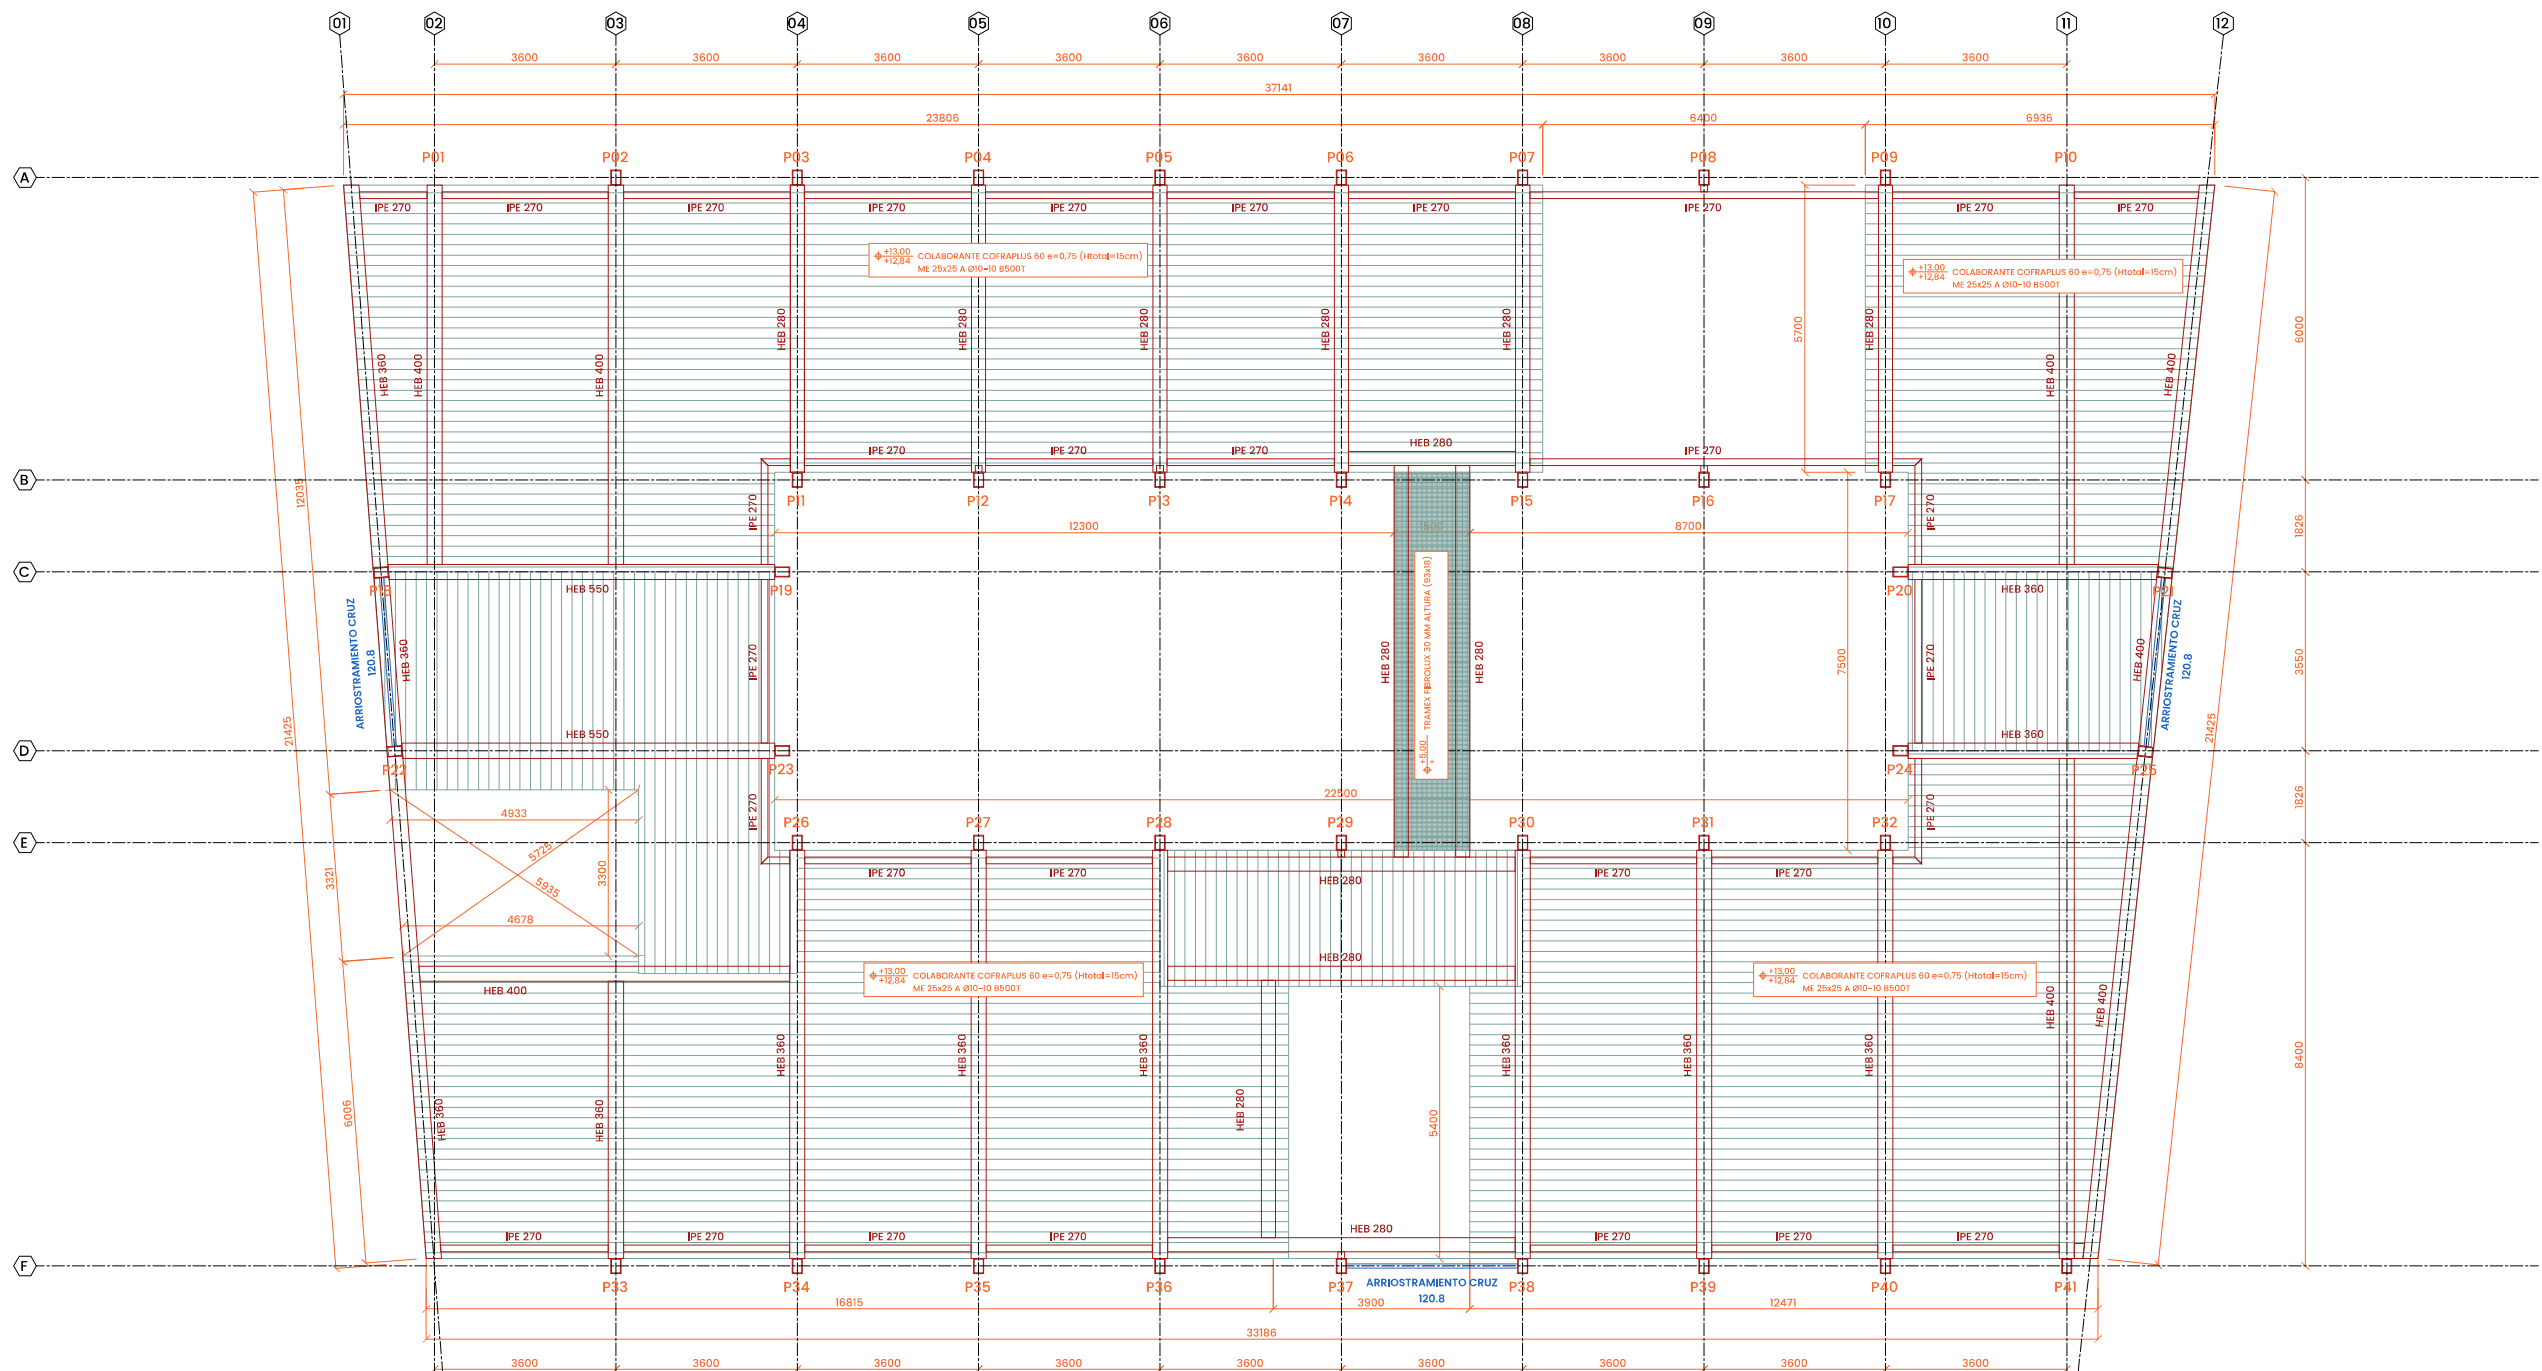 01 02 03 04 05 06 07 08 09 10 11 12
3600 3600 3600 3600 3600 3600 3600 3600 3600
37141
23806 6400 6936
P01 P02 P03 P04 P05 P06 P07 P08 P09 P10
A
IPE 270 IPE 270 IPE 270 IPE 270 IPE 270 IPE 270 IPE 270 IPE 270 IPE 270 IPE 270
+13,00 COLABORANTE COFRAPLUS 60 e=0,75 (Htotal=15cm)
+12,84 ME 25x25 A Ø10-10 B500T
+13,00 COLABORANTE COFRAPLUS 60 e=0,75 (Htotal=15cm)
+12,84 ME 25x25 A Ø10-10 B500T
HEB 280 HEB 280 HEB 280 HEB 280 HEB 280 5700 HEB 280 6000
HEB 360 HEB 400 HEB 400 HEB 400 HEB 400
HEB 280
IPE 270 IPE 270 IPE 270 IPE 270
B
P11 P12 P13 P14 P15 P16 P17
12035 IPE 270 12300 1500 8700 IPE 270 1826
C
P18 HEB 550 P19 P20 HEB 360 P21
ARRIOSTRAMIENTO CRUZ
120.8
HEB 360 IPE 270 HEB 280
+5,00 TRAMEX FIBROLUX 30 MM ALTURA (93x18)
+
HEB 280 7500 IPE 270 HEB 400
ARRIOSTRAMIENTO CRUZ
120.8
3550
21425 21425
HEB 550 HEB 360
D
P22 P23 P24 P25
22500
4933 IPE 270 IPE 270 1826
P26 P27 P28 P29 P30 P31 P32
E
5725
3321 5935 3300
IPE 270 IPE 270 HEB 280 IPE 270 IPE 270
4678
HEB 280
HEB 400
+13,00 COLABORANTE COFRAPLUS 60 e=0,75 (Htotal=15cm)
+12,84 ME 25x25 A Ø10-10 B500T
+13,00 COLABORANTE COFRAPLUS 60 e=0,75 (Htotal=15cm)
+12,84 ME 25x25 A Ø10-10 B500T
HEB 400 HEB 400
HEB 360 HEB 360 HEB 360 HEB 360 HEB 360 HEB 360 8400
6006 HEB 360 HEB 360 HEB 280 5400
HEB 280
IPE 270 IPE 270 IPE 270 IPE 270 IPE 270 IPE 270 IPE 270
F
P33 P34 P35 P36 P37 P38 P39 P40 P41
ARRIOSTRAMIENTO CRUZ
120.8
16815 3900 12471
33186
3600 3600 3600 3600 3600 3600 3600 3600 3600